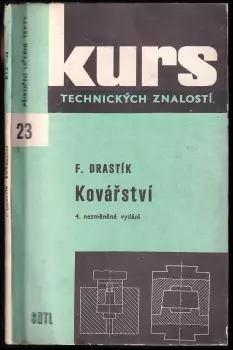 kurs
TECHNICKÝCH ZNALOSTÍ
23
F. DRASTÍK
Kovářství
4. nezměněné vydání
SNTL